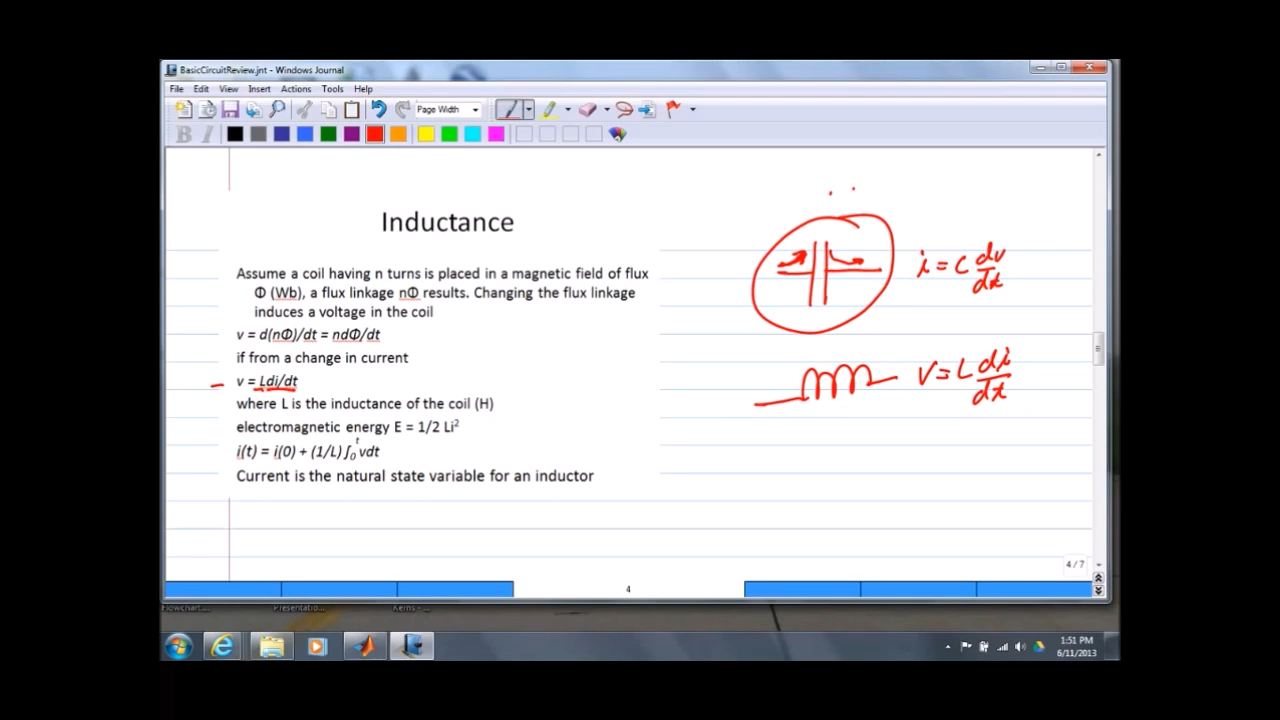 BasicCircuitReview.jnt - Windows Journal
File Edit View Insert Actions Tools Help
Page Width
B I
Inductance
Assume a coil having n turns is placed in a magnetic field of flux
Φ (Wb), a flux linkage nΦ results. Changing the flux linkage
induces a voltage in the coil
v = d(nΦ)/dt = ndΦ/dt
if from a change in current
v = Ldi/dt
where L is the inductance of the coil (H)
electromagnetic energy E = 1/2 Li²
i(t) = i(0) + (1/L) ∫₀ᵗ vdt
Current is the natural state variable for an inductor
i = C dv/dt
V = L di/dt
4 / 7
4
Flowchart... Presentatio... Kerns - ...
1:51 PM
6/11/2013